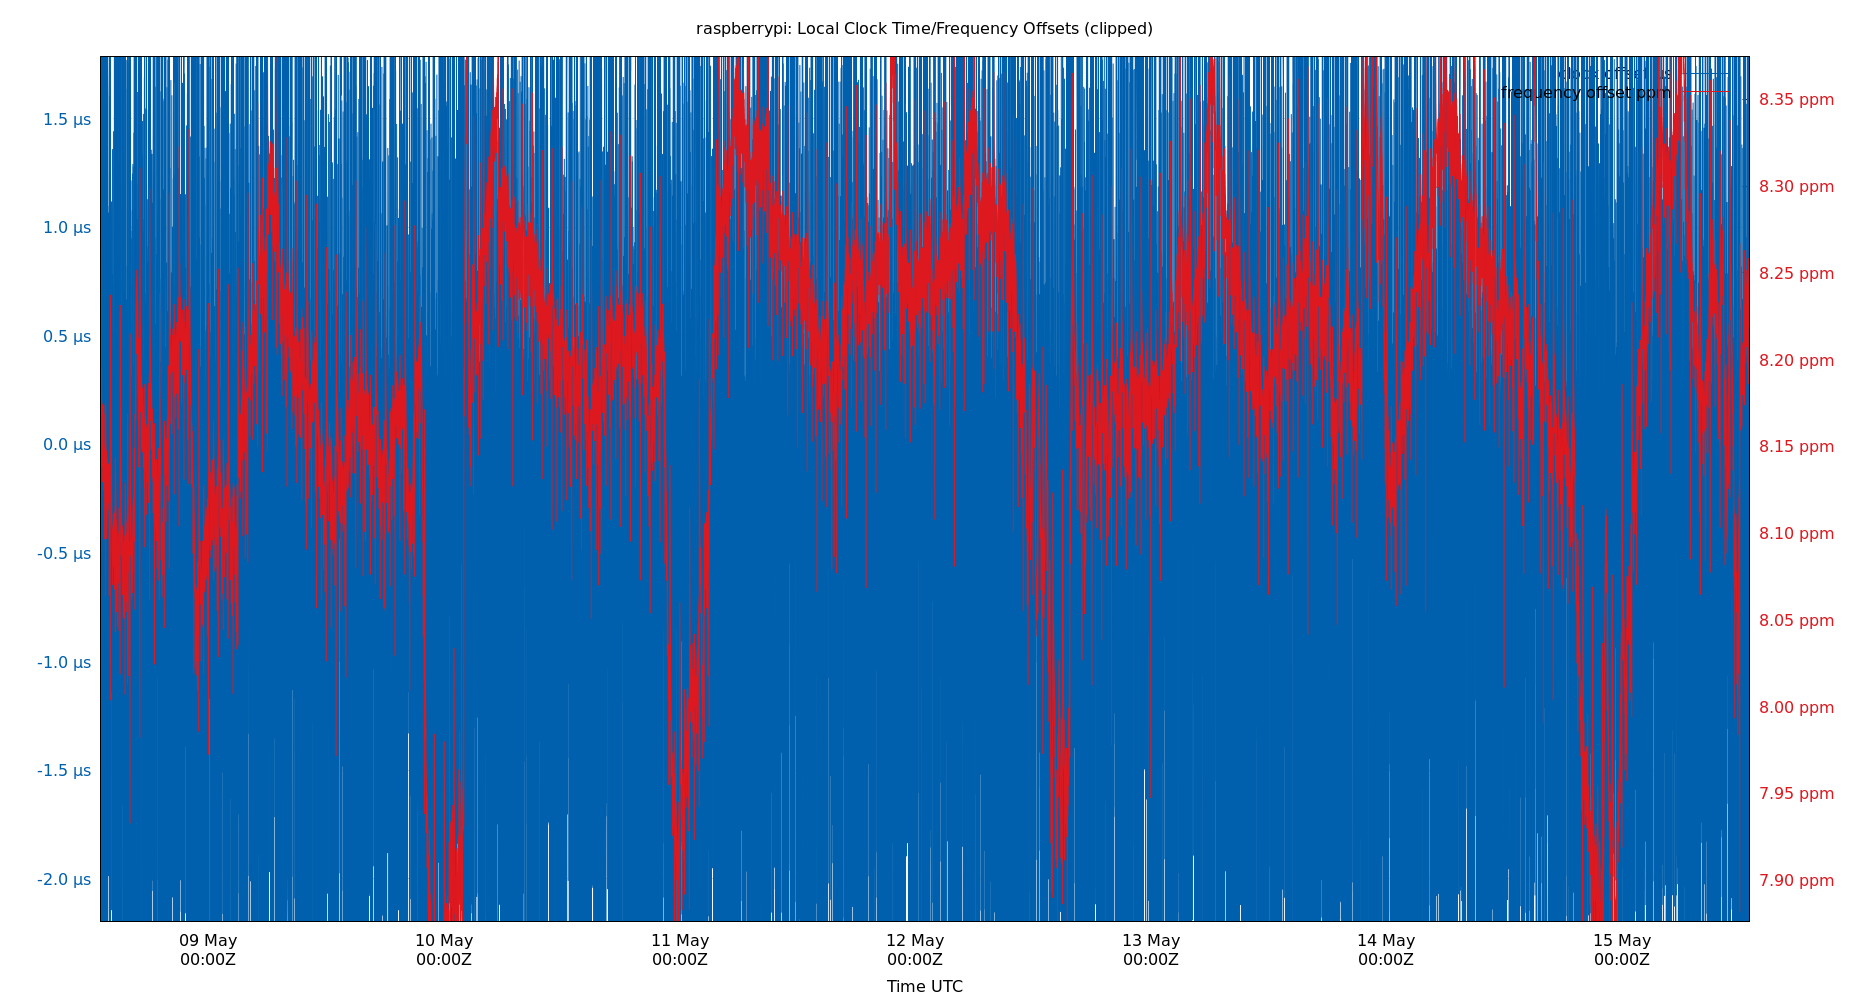 raspberrypi: Local Clock Time/Frequency Offsets (clipped)
clock offset µs
frequency offset ppm
1.5 µs
1.0 µs
0.5 µs
0.0 µs
-0.5 µs
-1.0 µs
-1.5 µs
-2.0 µs
8.35 ppm
8.30 ppm
8.25 ppm
8.20 ppm
8.15 ppm
8.10 ppm
8.05 ppm
8.00 ppm
7.95 ppm
7.90 ppm
09 May
00:00Z
10 May
00:00Z
11 May
00:00Z
12 May
00:00Z
13 May
00:00Z
14 May
00:00Z
15 May
00:00Z
Time UTC